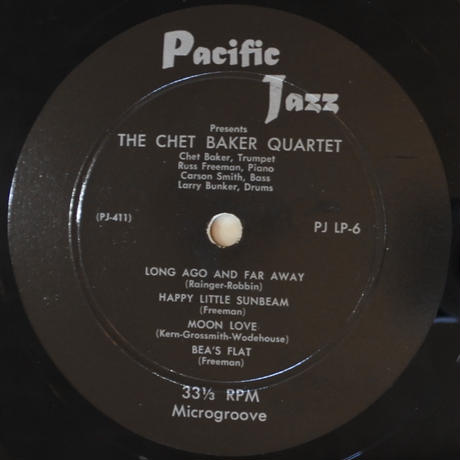 Pacific
Jazz
Presents
THE CHET BAKER QUARTET
Chet Baker, Trumpet
Russ Freeman, Piano
Carson Smith, Bass
Larry Bunker, Drums
(PJ-411)
PJ LP-6
LONG AGO AND FAR AWAY
(Rainger-Robbin)
HAPPY LITTLE SUNBEAM
(Freeman)
MOON LOVE
(Kern-Grossmith-Wodehouse)
BEA'S FLAT
(Freeman)
33⅓ RPM
Microgroove